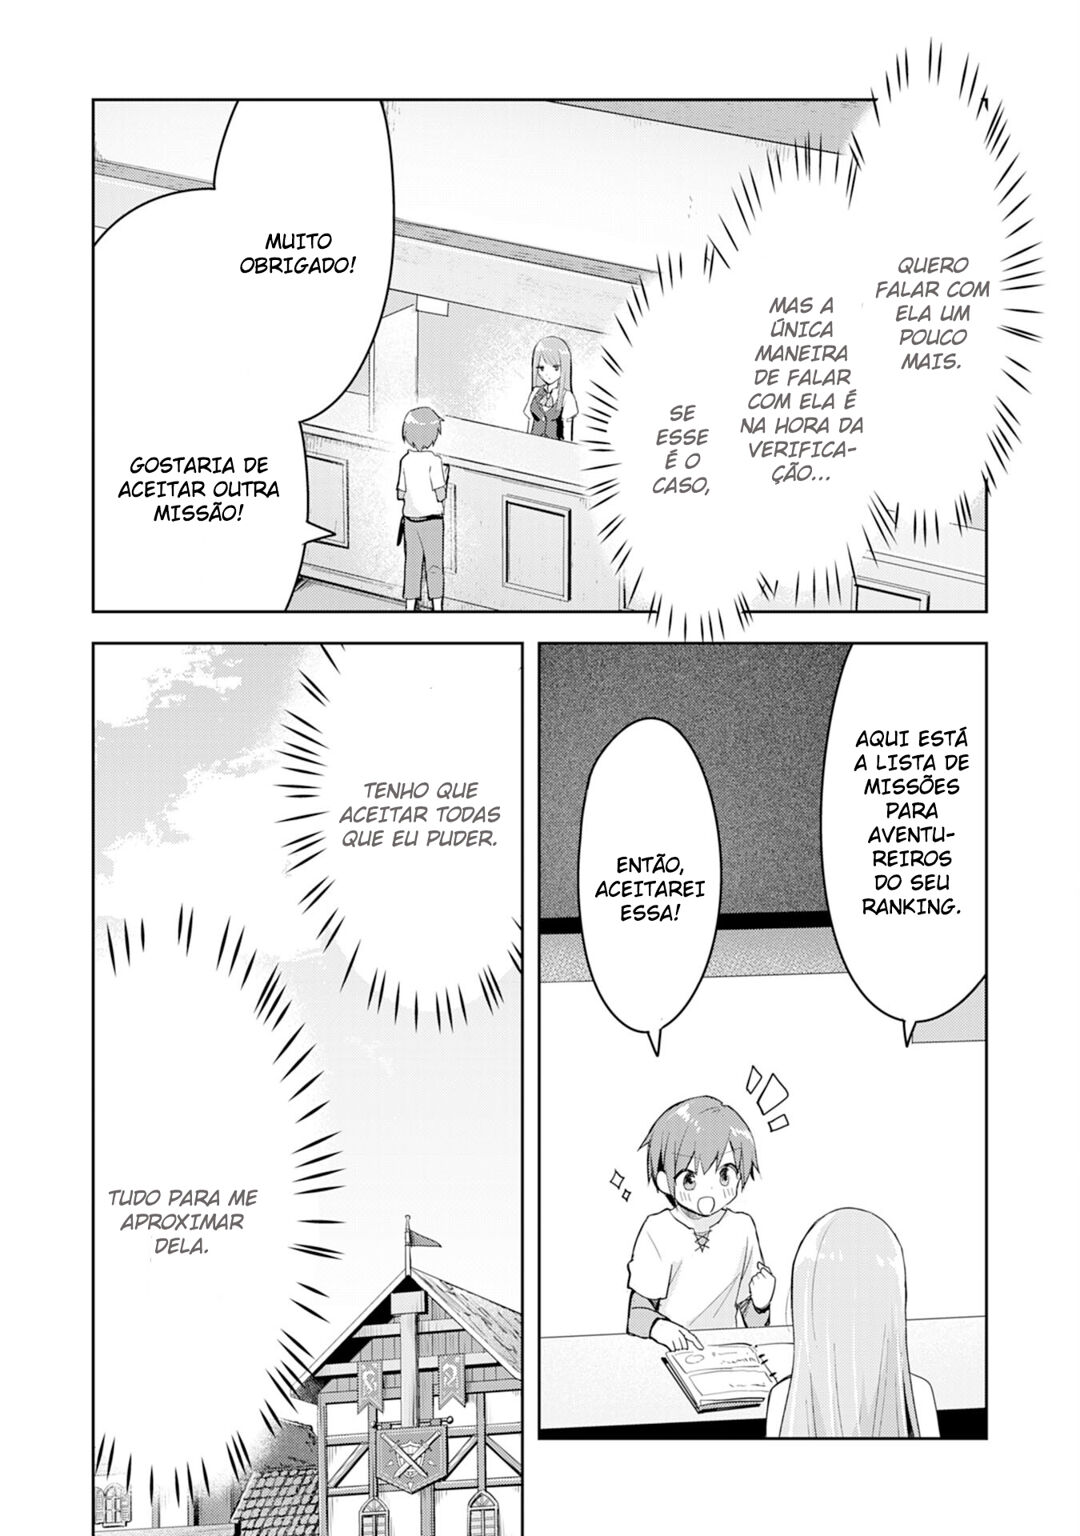 QUERO
FALAR COM
ELA UM
POUCO
MAIS.
MAS A
ÚNICA
MANEIRA
DE FALAR
COM ELA É
NA HORA DA
VERIFICA-
ÇÃO...
SE
ESSE
É O
CASO,
MUITO
OBRIGADO!
GOSTARIA DE
ACEITAR OUTRA
MISSÃO!
AQUI ESTÁ
A LISTA DE
MISSÕES
PARA
AVENTU-
REIROS
DO SEU
RANKING.
ENTÃO,
ACEITAREI
ESSA!
TENHO QUE
ACEITAR TODAS
QUE EU PUDER.
TUDO PARA ME
APROXIMAR
DELA.